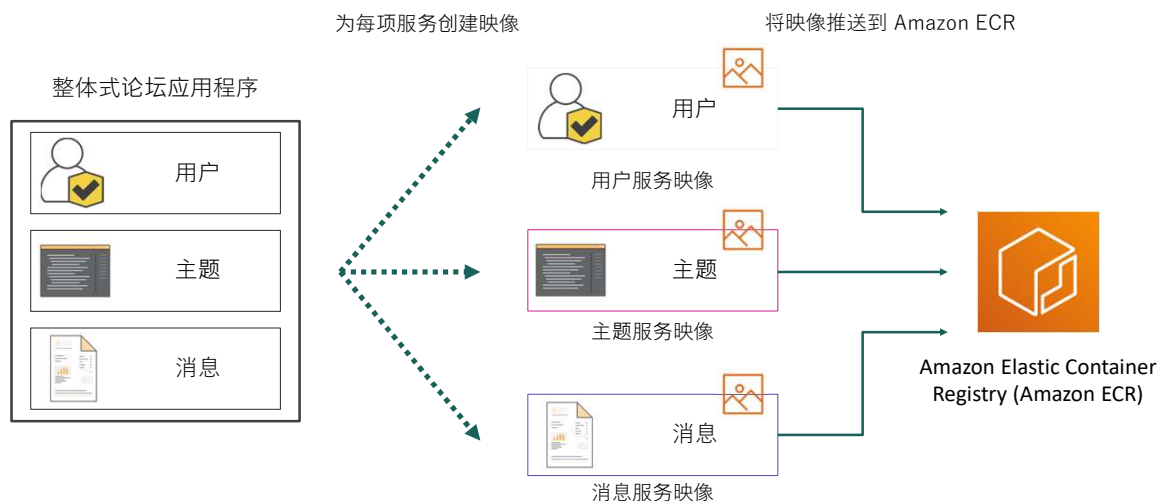 为每项服务创建映像
将映像推送到 Amazon ECR
整体式论坛应用程序
用户
主题
消息
用户
用户服务映像
主题
主题服务映像
消息
消息服务映像
Amazon Elastic Container
Registry (Amazon ECR)